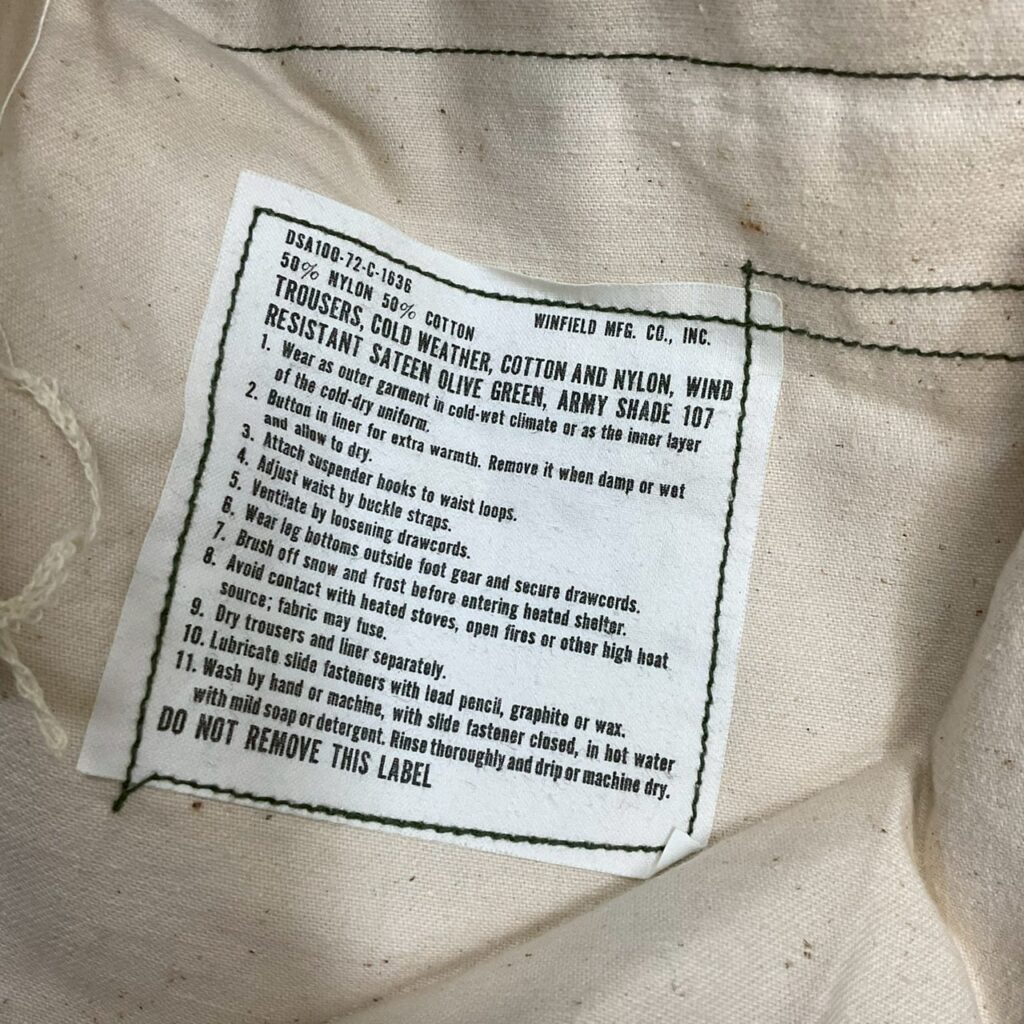 DSA100-72-C-1636
50% NYLON 50% COTTON
WINFIELD MFG. CO., INC.
TROUSERS, COLD WEATHER, COTTON AND NYLON, WIND
RESISTANT SATEEN OLIVE GREEN, ARMY SHADE 107
1. Wear as outer garment in cold-wet climate or as the inner layer
of the cold-dry uniform.
2. Button in liner for extra warmth. Remove it when damp or wet
and allow to dry.
3. Attach suspender hooks to waist loops.
4. Adjust waist by buckle straps.
5. Ventilate by loosening drawcords.
6. Wear leg bottoms outside foot gear and secure drawcords.
7. Brush off snow and frost before entering heated shelter.
8. Avoid contact with heated stoves, open fires or other high heat
source; fabric may fuse.
9. Dry trousers and liner separately.
10. Lubricate slide fasteners with lead pencil, graphite or wax.
11. Wash by hand or machine, with slide fastener closed, in hot water
with mild soap or detergent. Rinse thoroughly and drip or machine dry.
DO NOT REMOVE THIS LABEL